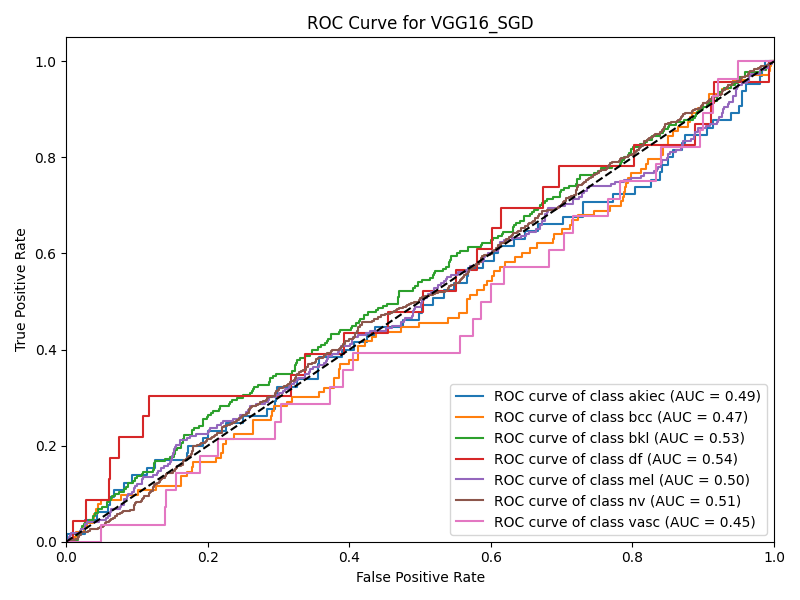 ROC Curve for VGG16_SGD
True Positive Rate
1.0
0.8
0.6
0.4
0.2
0.0
ROC curve of class akiec (AUC = 0.49)
ROC curve of class bcc (AUC = 0.47)
ROC curve of class bkl (AUC = 0.53)
ROC curve of class df (AUC = 0.54)
ROC curve of class mel (AUC = 0.50)
ROC curve of class nv (AUC = 0.51)
ROC curve of class vasc (AUC = 0.45)
0.0 0.2 0.4 0.6 0.8 1.0
False Positive Rate